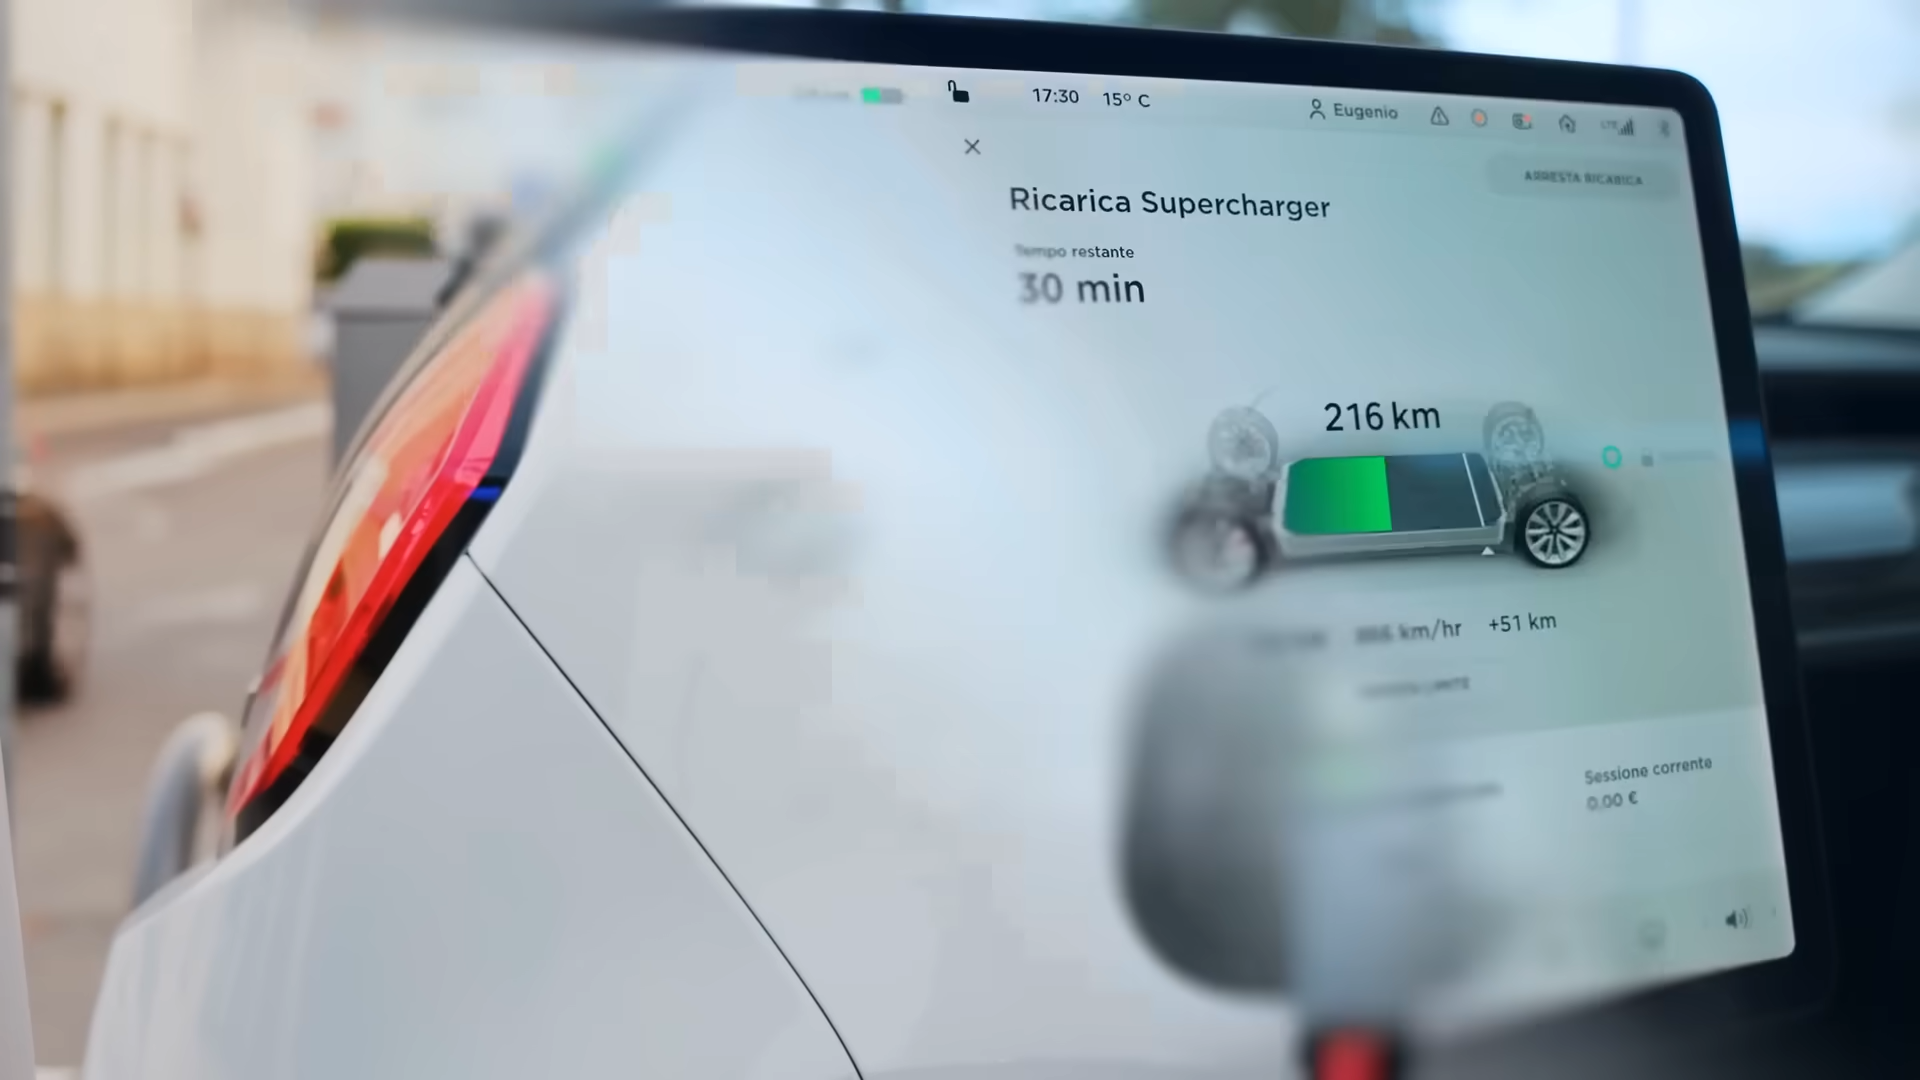 17:30 15° C
Eugenio
ARRESTA RICARICA
Ricarica Supercharger
Tempo restante
30 min
216 km
km/hr +51 km
Sessione corrente
0,00 €